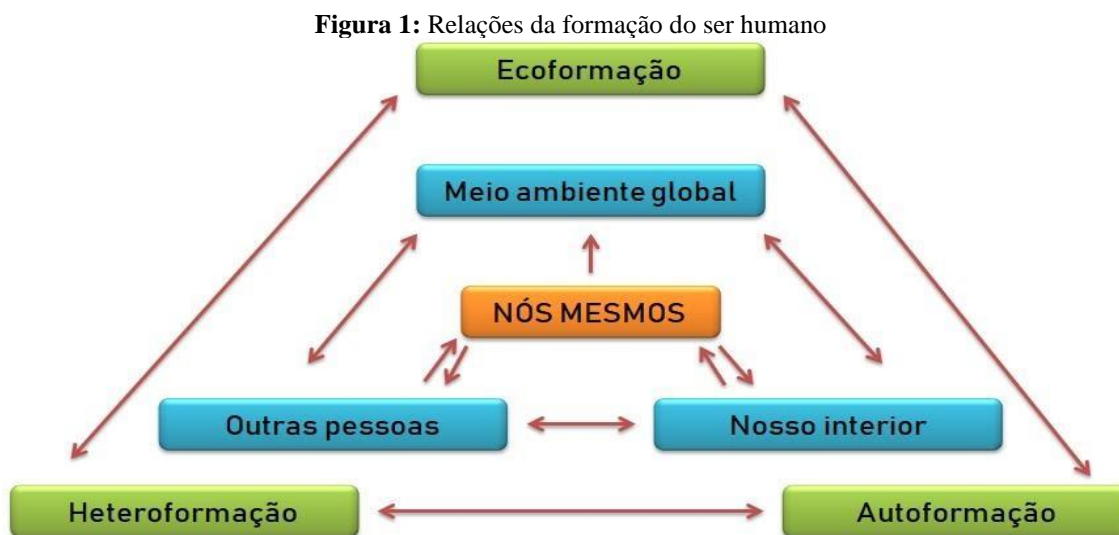 Figura 1: Relações da formação do ser humano
Ecoformação
Meio ambiente global
NÓS MESMOS
Outras pessoas
Nosso interior
Heteroformação
Autoformação